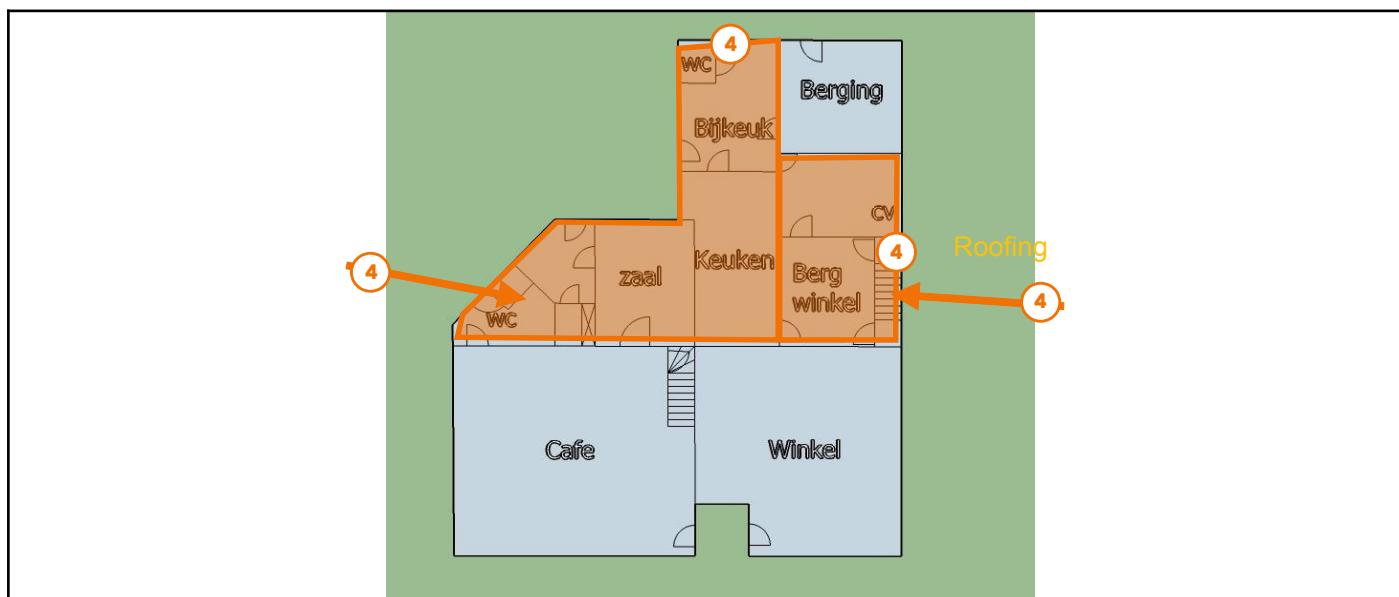 4
WC
Berging
Bijkeuk
CV
4
Roofing
Keuken
4
zaal
Berg
winkel
4
WC
Cafe
Winkel